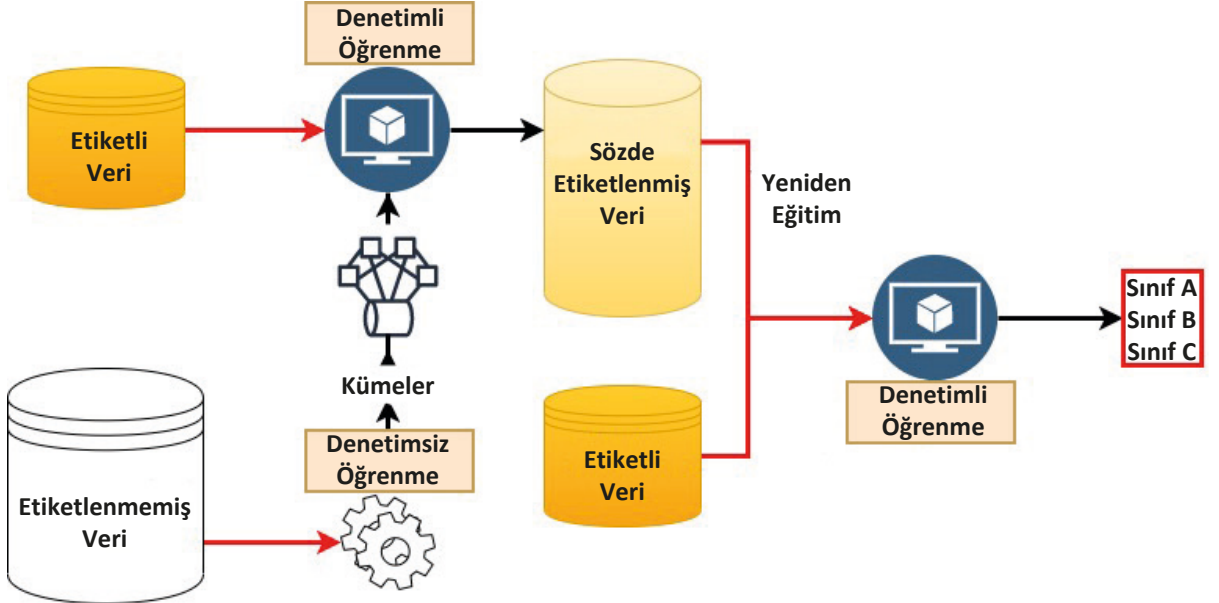 Denetimli
Öğrenme
Etiketli
Veri
Sözde
Etiketlenmiş
Veri
Yeniden
Eğitim
Sınıf A
Sınıf B
Sınıf C
Kümeler
Denetimli
Öğrenme
Denetimsiz
Öğrenme
Etiketli
Veri
Etiketlenmemiş
Veri